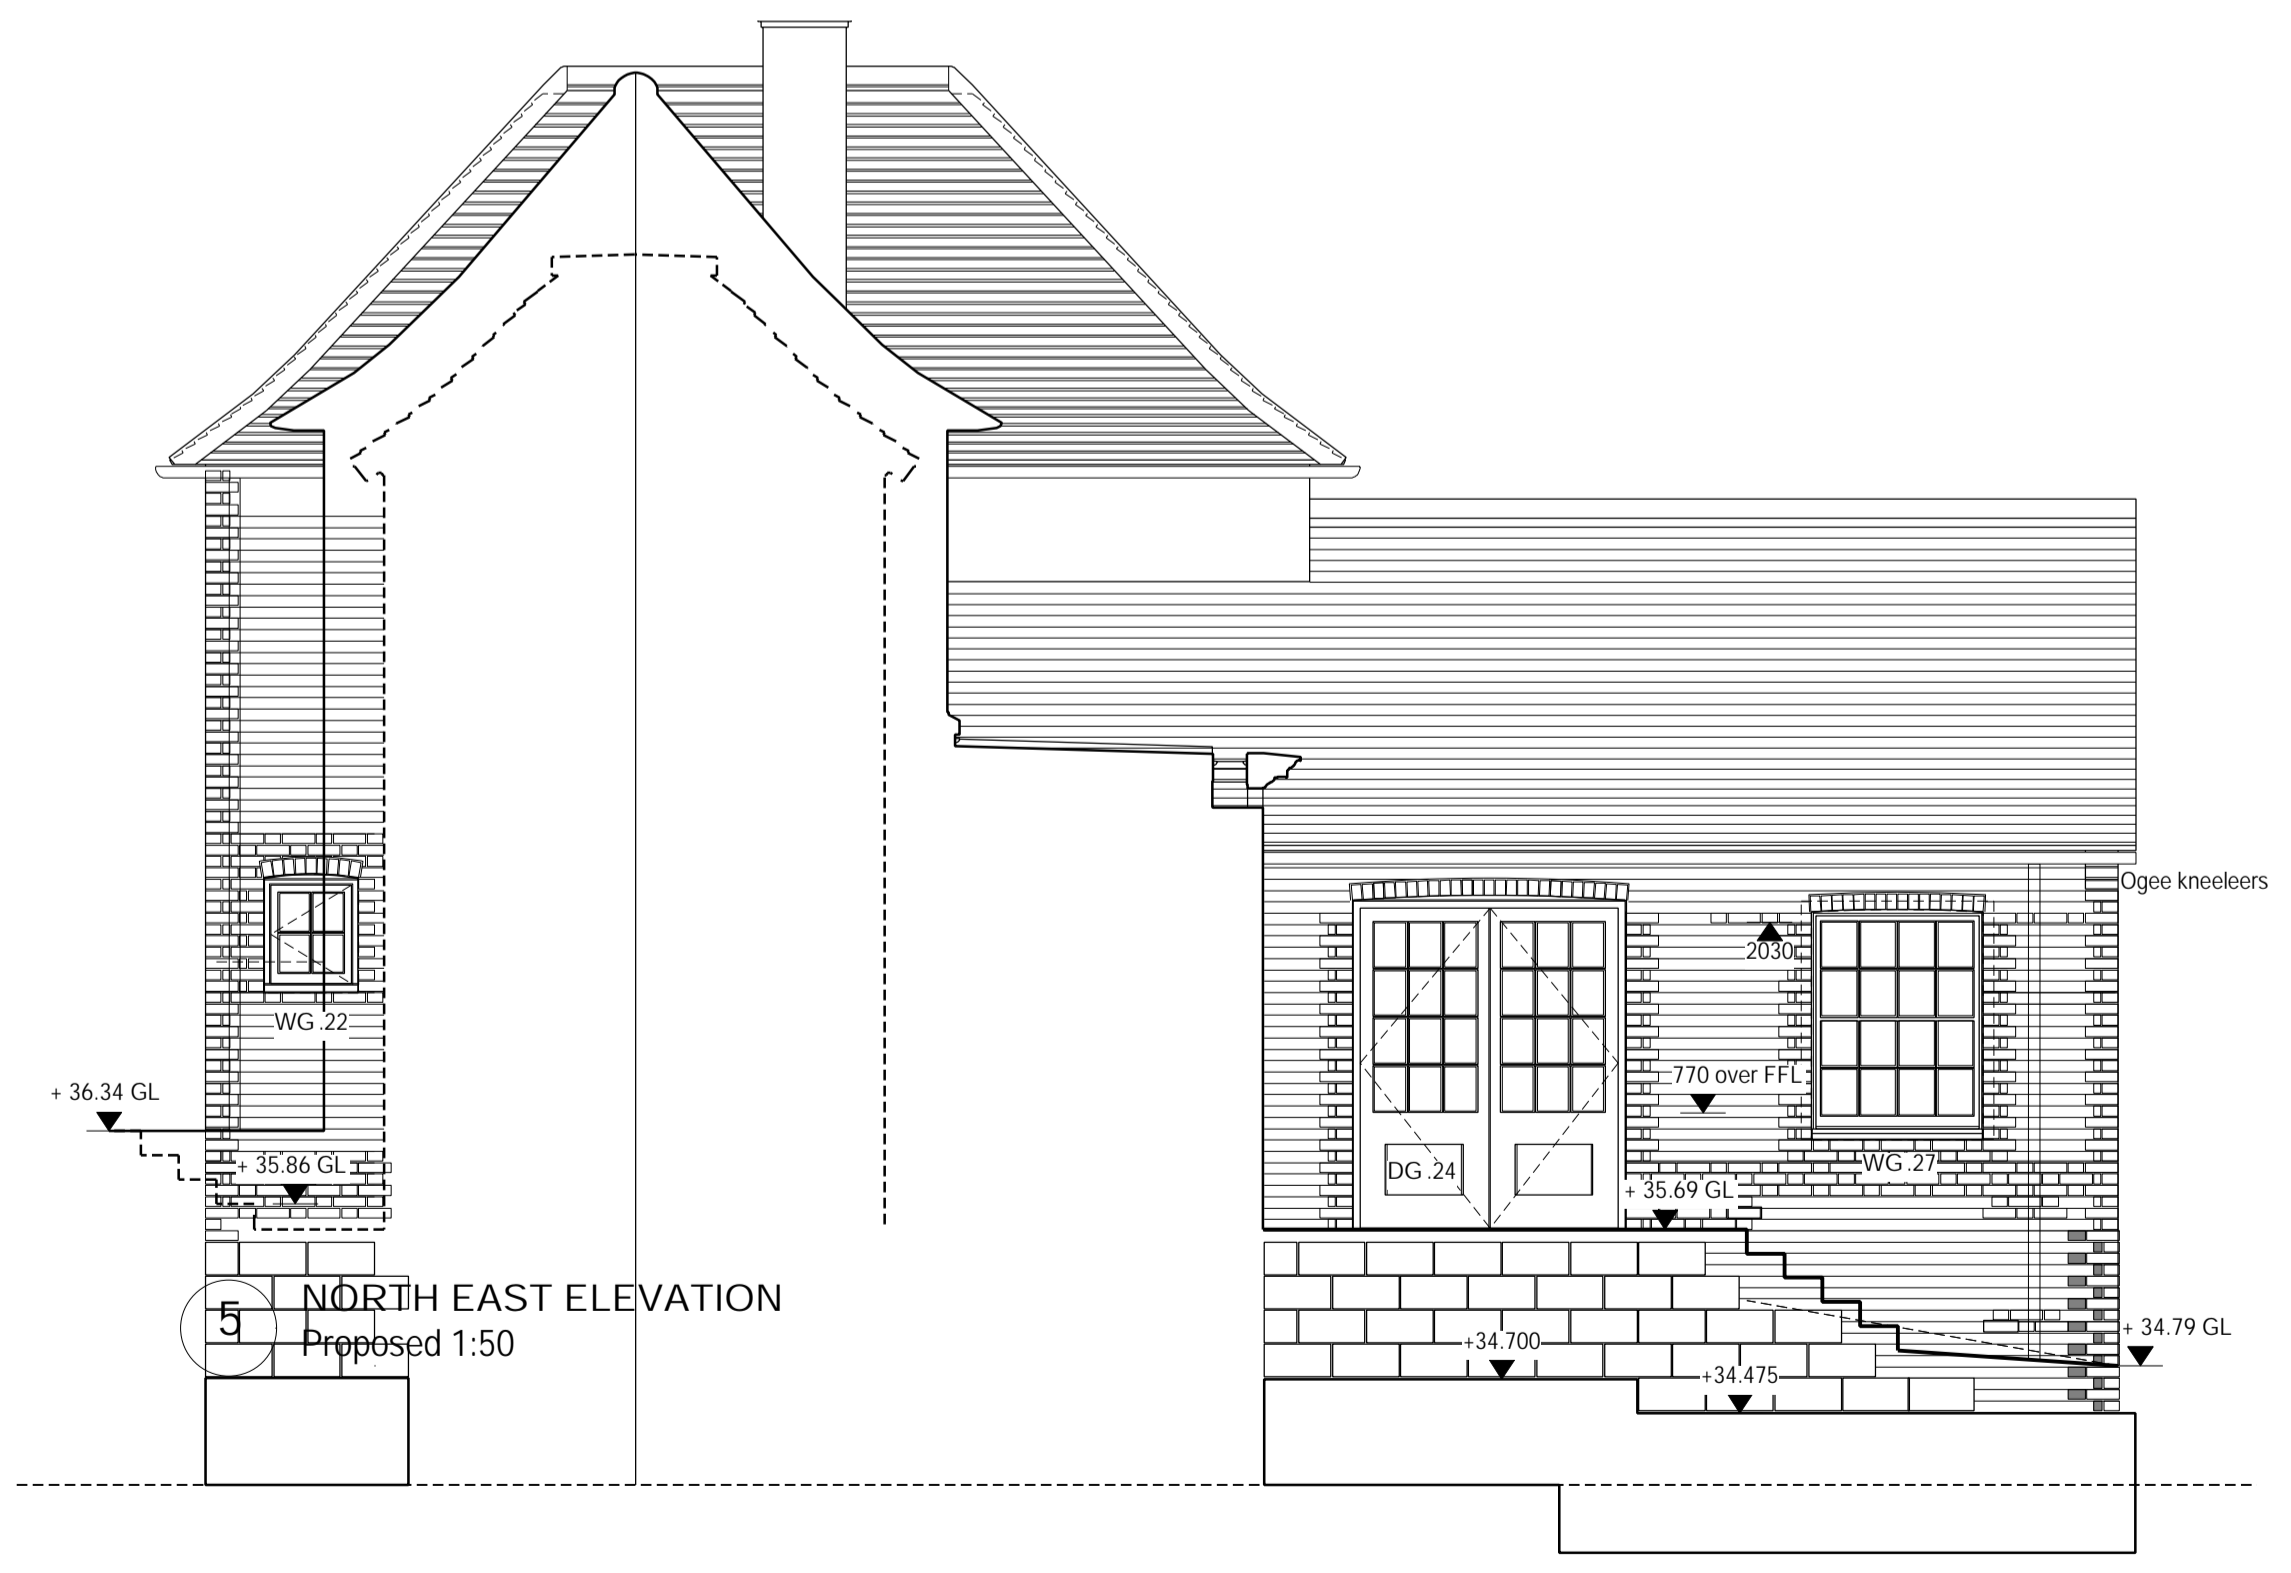 Ogee kneeleers
2030
WG .22
770 over FFL
+ 36.34 GL
+ 35.86 GL
DG .24
WG .27
+ 35.69 GL
5
NORTH EAST ELEVATION
Proposed 1:50
+34.700
+ 34.79 GL
+34.475